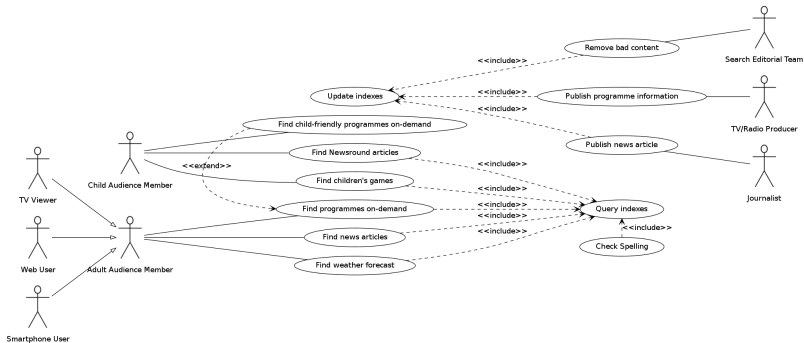 Remove bad content
Search Editorial Team
<<include>>
Update indexes
<<include>>
Publish programme information
TV/Radio Producer
<<include>>
Find child-friendly programmes on-demand
Publish news article
Journalist
Find Newsround articles
Child Audience Member
<<extend>>
<<include>>
Find children's games
TV Viewer
<<include>>
Find programmes on-demand
<<include>>
Query indexes
<<include>>
Find news articles
<<include>>
<<include>>
Check Spelling
Web User
Adult Audience Member
Find weather forecast
Smartphone User